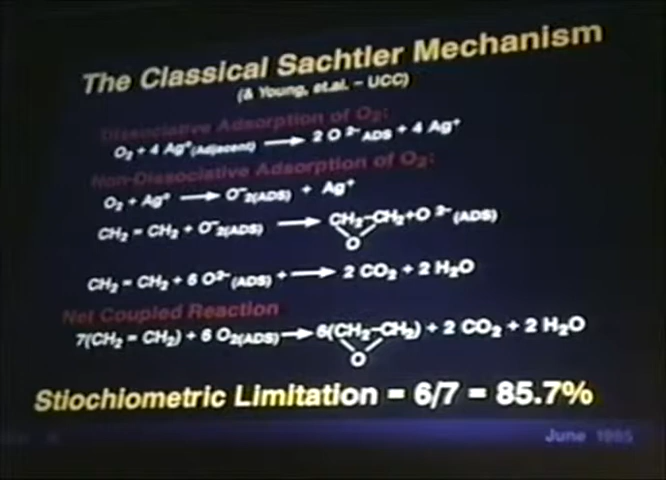 The Classical Sachtler Mechanism
(& Young, et.al. – UCC)
Dissociative Adsorption of O₂:
O₂ + 4 Ag° (Adjacent) → 2 O ²⁻ ADS + 4 Ag⁺
Non-Dissociative Adsorption of O₂:
O₂ + Ag° → O⁻₂(ADS) + Ag⁺
CH₂ = CH₂ + O⁻₂(ADS) → CH₂-CH₂+O ²⁻ (ADS)
O
CH₂ = CH₂ + 6 O²⁻ (ADS) + → 2 CO₂ + 2 H₂O
Net Coupled Reaction
7(CH₂ = CH₂) + 6 O₂(ADS) → 6(CH₂-CH₂) + 2 CO₂ + 2 H₂O
O
Stiochiometric Limitation = 6/7 = 85.7%
June